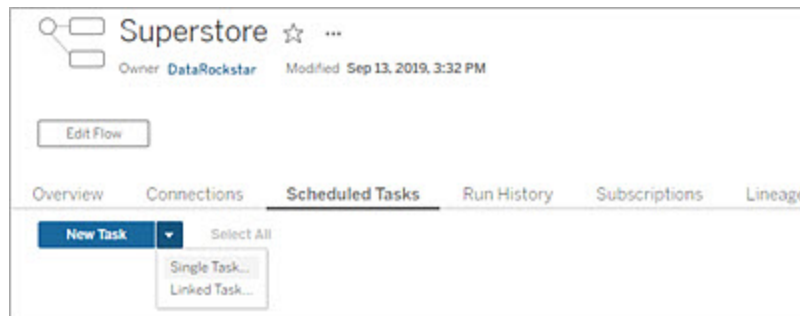 Superstore
Owner DataRockstar Modified Sep 13, 2019, 3:32 PM
Edit Flow
Overview Connections Scheduled Tasks Run History Subscriptions Lineage
New Task Select All
Single Task...
Linked Task...